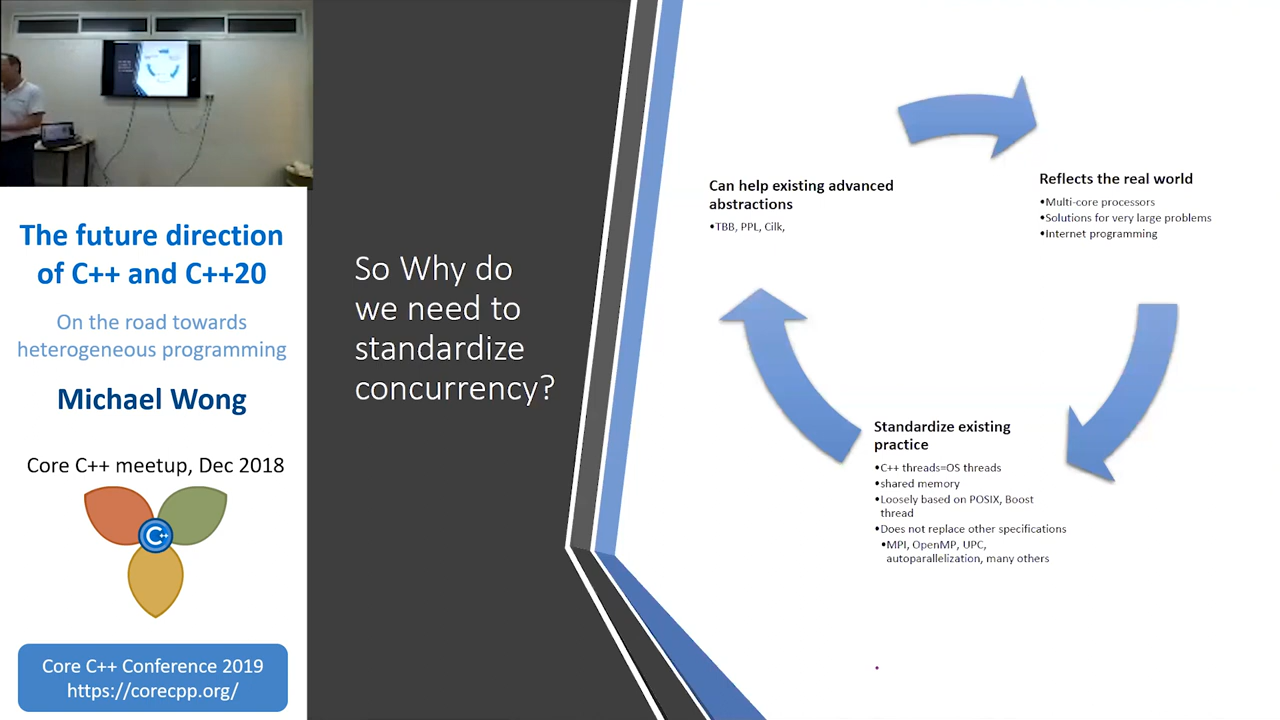 The future direction
of C++ and C++20
On the road towards
heterogeneous programming
Michael Wong
Core C++ meetup, Dec 2018
C++
Core C++ Conference 2019
https://corecpp.org/
So Why do
we need to
standardize
concurrency?
Can help existing advanced
abstractions
•TBB, PPL, Cilk,
Reflects the real world
•Multi-core processors
•Solutions for very large problems
•Internet programming
Standardize existing
practice
•C++ threads=OS threads
•shared memory
•Loosely based on POSIX, Boost
thread
•Does not replace other specifications
•MPI, OpenMP, UPC,
autoparallelization, many others